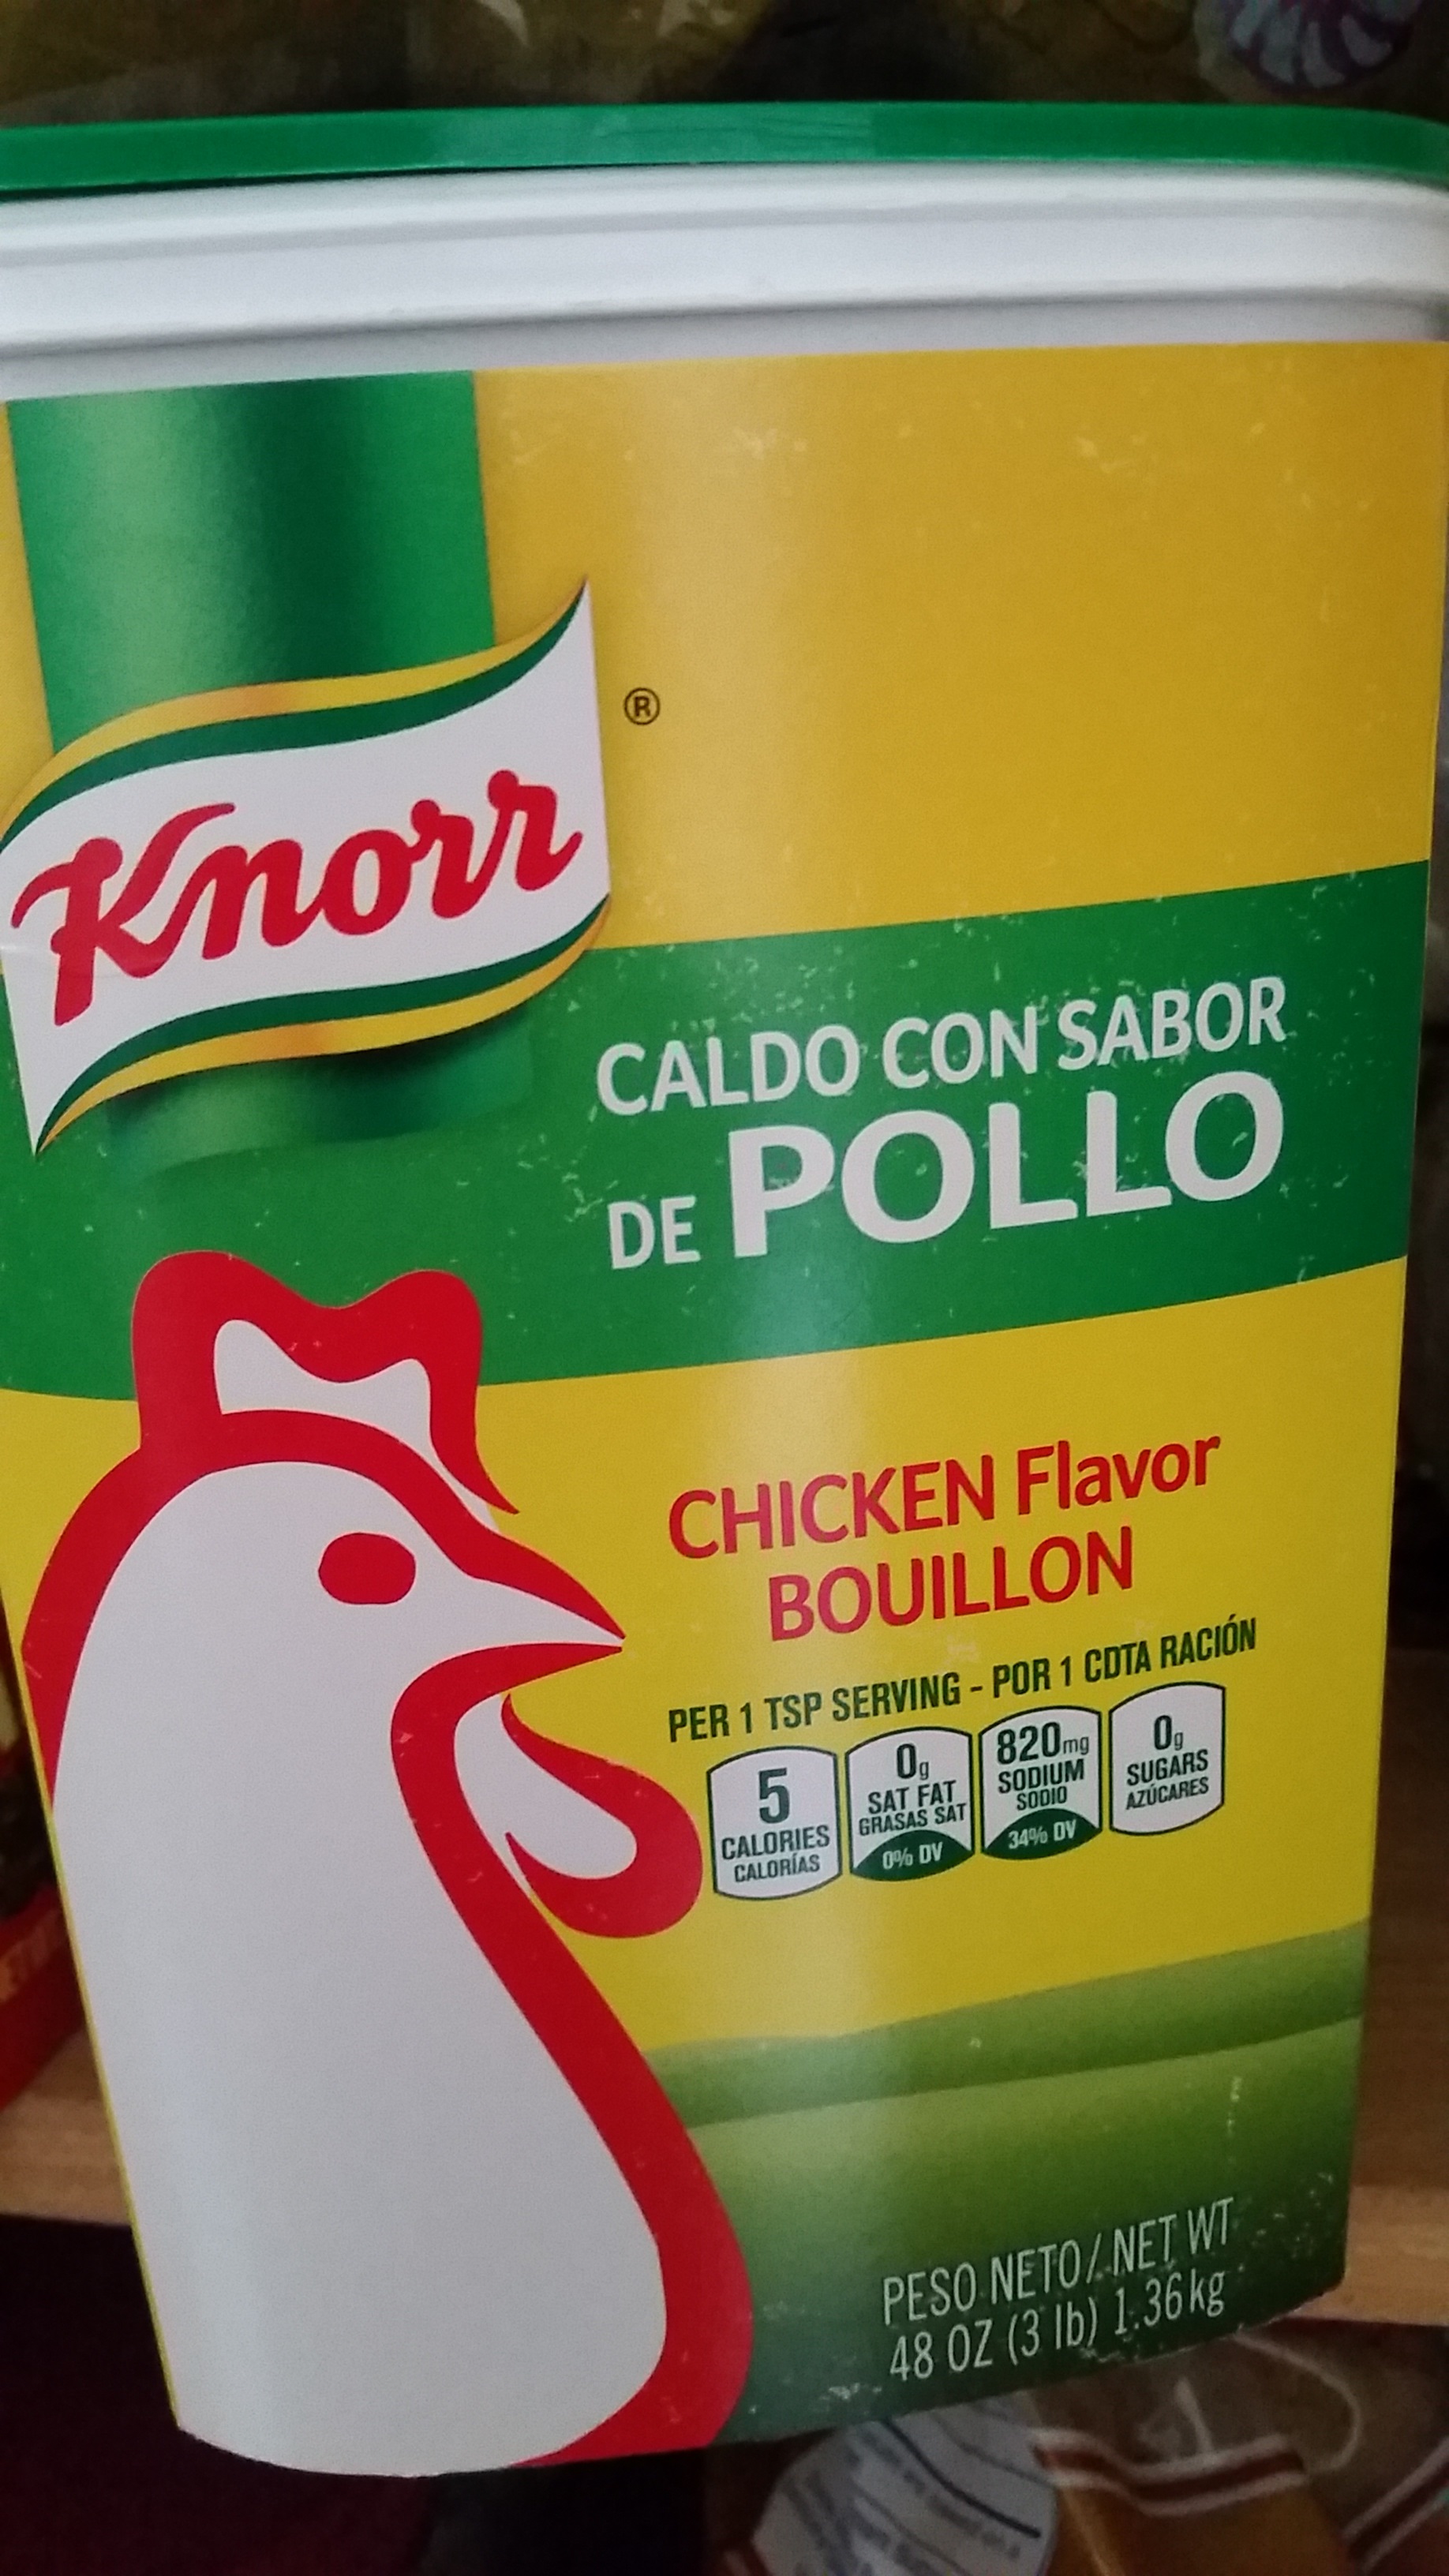 Knorr®
CALDO CON SABOR
DE POLLO
CHICKEN Flavor
BOUILLON
PER 1 TSP SERVING - POR 1 CDTA RACIÓN
5
CALORIES
CALORÍAS
0g
SAT FAT
GRASAS SAT
0% DV
820mg
SODIUM
SODIO
34% DV
0g
SUGARS
AZÚCARES
PESO NETO / NET WT
48 OZ (3 lb) 1.36kg